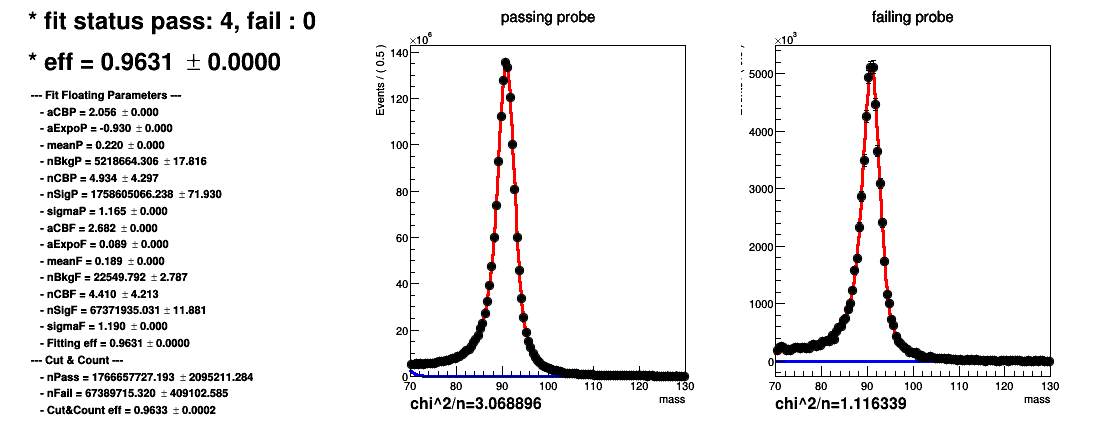 * fit status pass: 4, fail : 0
* eff = 0.9631 ± 0.0000
--- Fit Floating Parameters ---
- aCBP = 2.056 ± 0.000
- aExpoP = -0.930 ± 0.000
- meanP = 0.220 ± 0.000
- nBkgP = 5218664.306 ± 17.816
- nCBP = 4.934 ± 4.297
- nSigP = 1758605066.238 ± 71.930
- sigmaP = 1.165 ± 0.000
- aCBF = 2.682 ± 0.000
- aExpoF = 0.089 ± 0.000
- meanF = 0.189 ± 0.000
- nBkgF = 22549.792 ± 2.787
- nCBF = 4.410 ± 4.213
- nSigF = 67371935.031 ± 11.881
- sigmaF = 1.190 ± 0.000
- Fitting eff = 0.9631 ± 0.0000
--- Cut & Count ---
- nPass = 1766657727.193 ± 2095211.284
- nFail = 67389715.320 ± 409102.585
- Cut&Count eff = 0.9633 ± 0.0002
passing probe
×10⁶
Events / ( 0.5 )
140
120
100
80
60
40
20
0
70 80 90 100 110 120 130
mass
chi^2/n=3.068896
failing probe
×10³
5000
4000
3000
2000
1000
0
70 80 90 100 110 120 130
mass
chi^2/n=1.116339